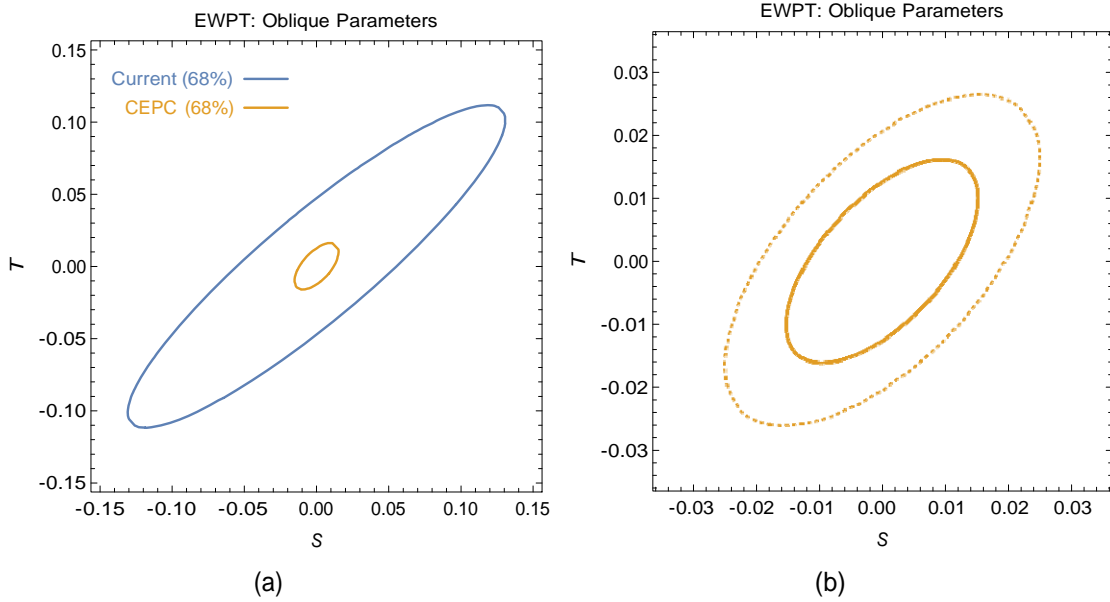 EWPT: Oblique Parameters
0.15
0.10
0.05
0.00
-0.05
-0.10
-0.15
T
Current (68%)
CEPC (68%)
-0.15 -0.10 -0.05 0.00 0.05 0.10 0.15
S
(a)
EWPT: Oblique Parameters
0.03
0.02
0.01
0.00
-0.01
-0.02
-0.03
T
-0.03 -0.02 -0.01 0.00 0.01 0.02 0.03
S
(b)